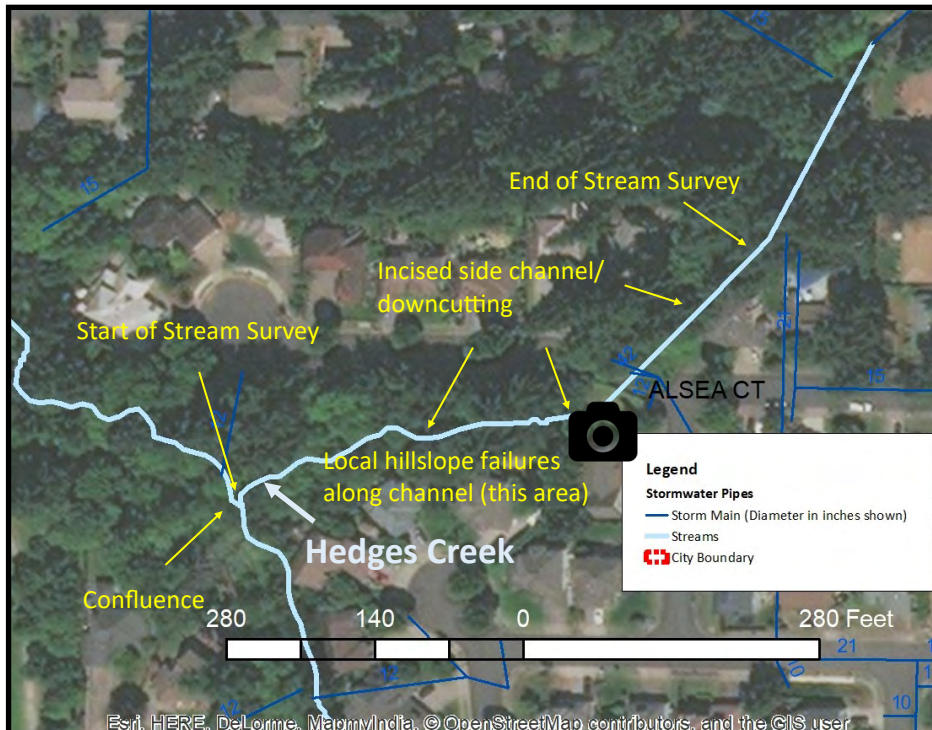 15
15
End of Stream Survey
Incised side channel/
downcutting
Start of Stream Survey
21
15
12
ALSEA CT
Local hillslope failures
along channel (this area)
Legend
Stormwater Pipes
Storm Main (Diameter in inches shown)
Streams
City Boundary
Hedges Creek
Confluence
280 140 0 280 Feet
21
12
10
12
10
Esri, HERE, DeLorme, MapmyIndia, © OpenStreetMap contributors, and the GIS user